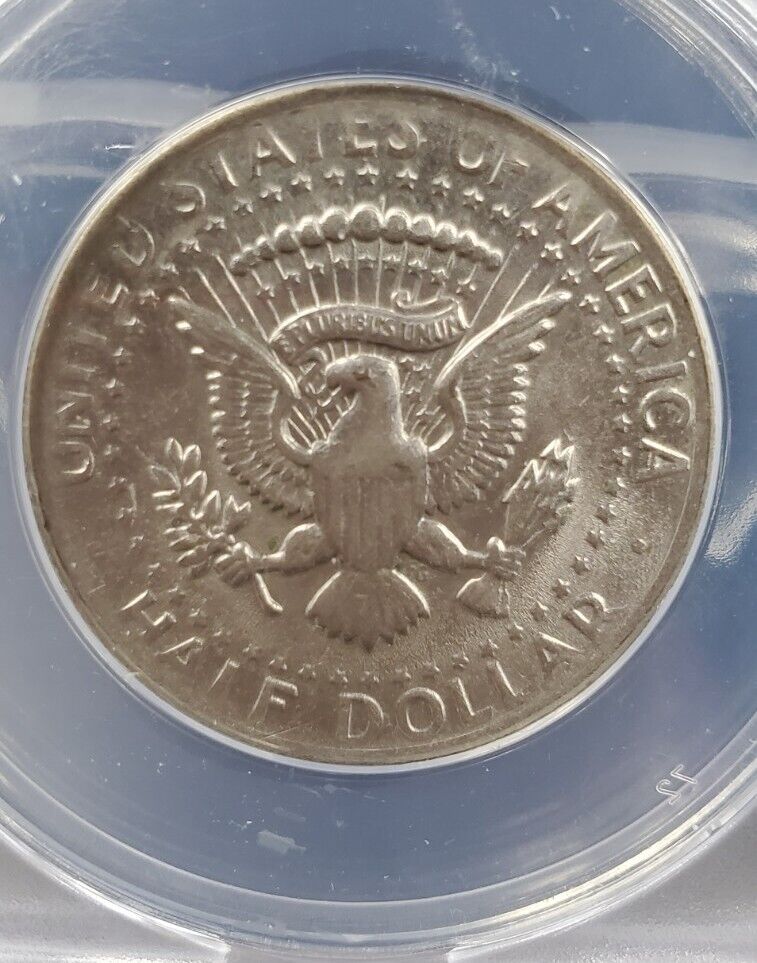 UNITED STATES OF AMERICA
E PLURIBUS UNUM
HALF DOLLAR